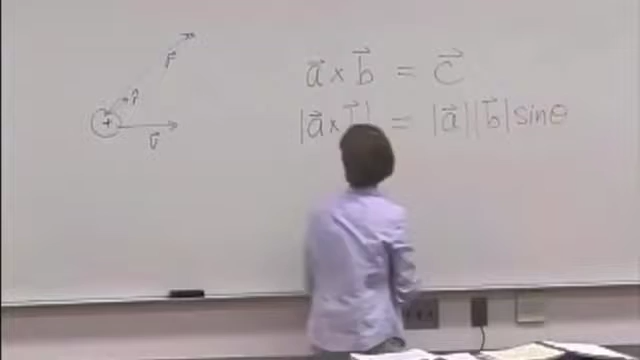 r⃗
r̂
+
v⃗
a⃗ × b⃗ = c⃗
|a⃗ × b⃗| = |a⃗||b⃗| sinθ